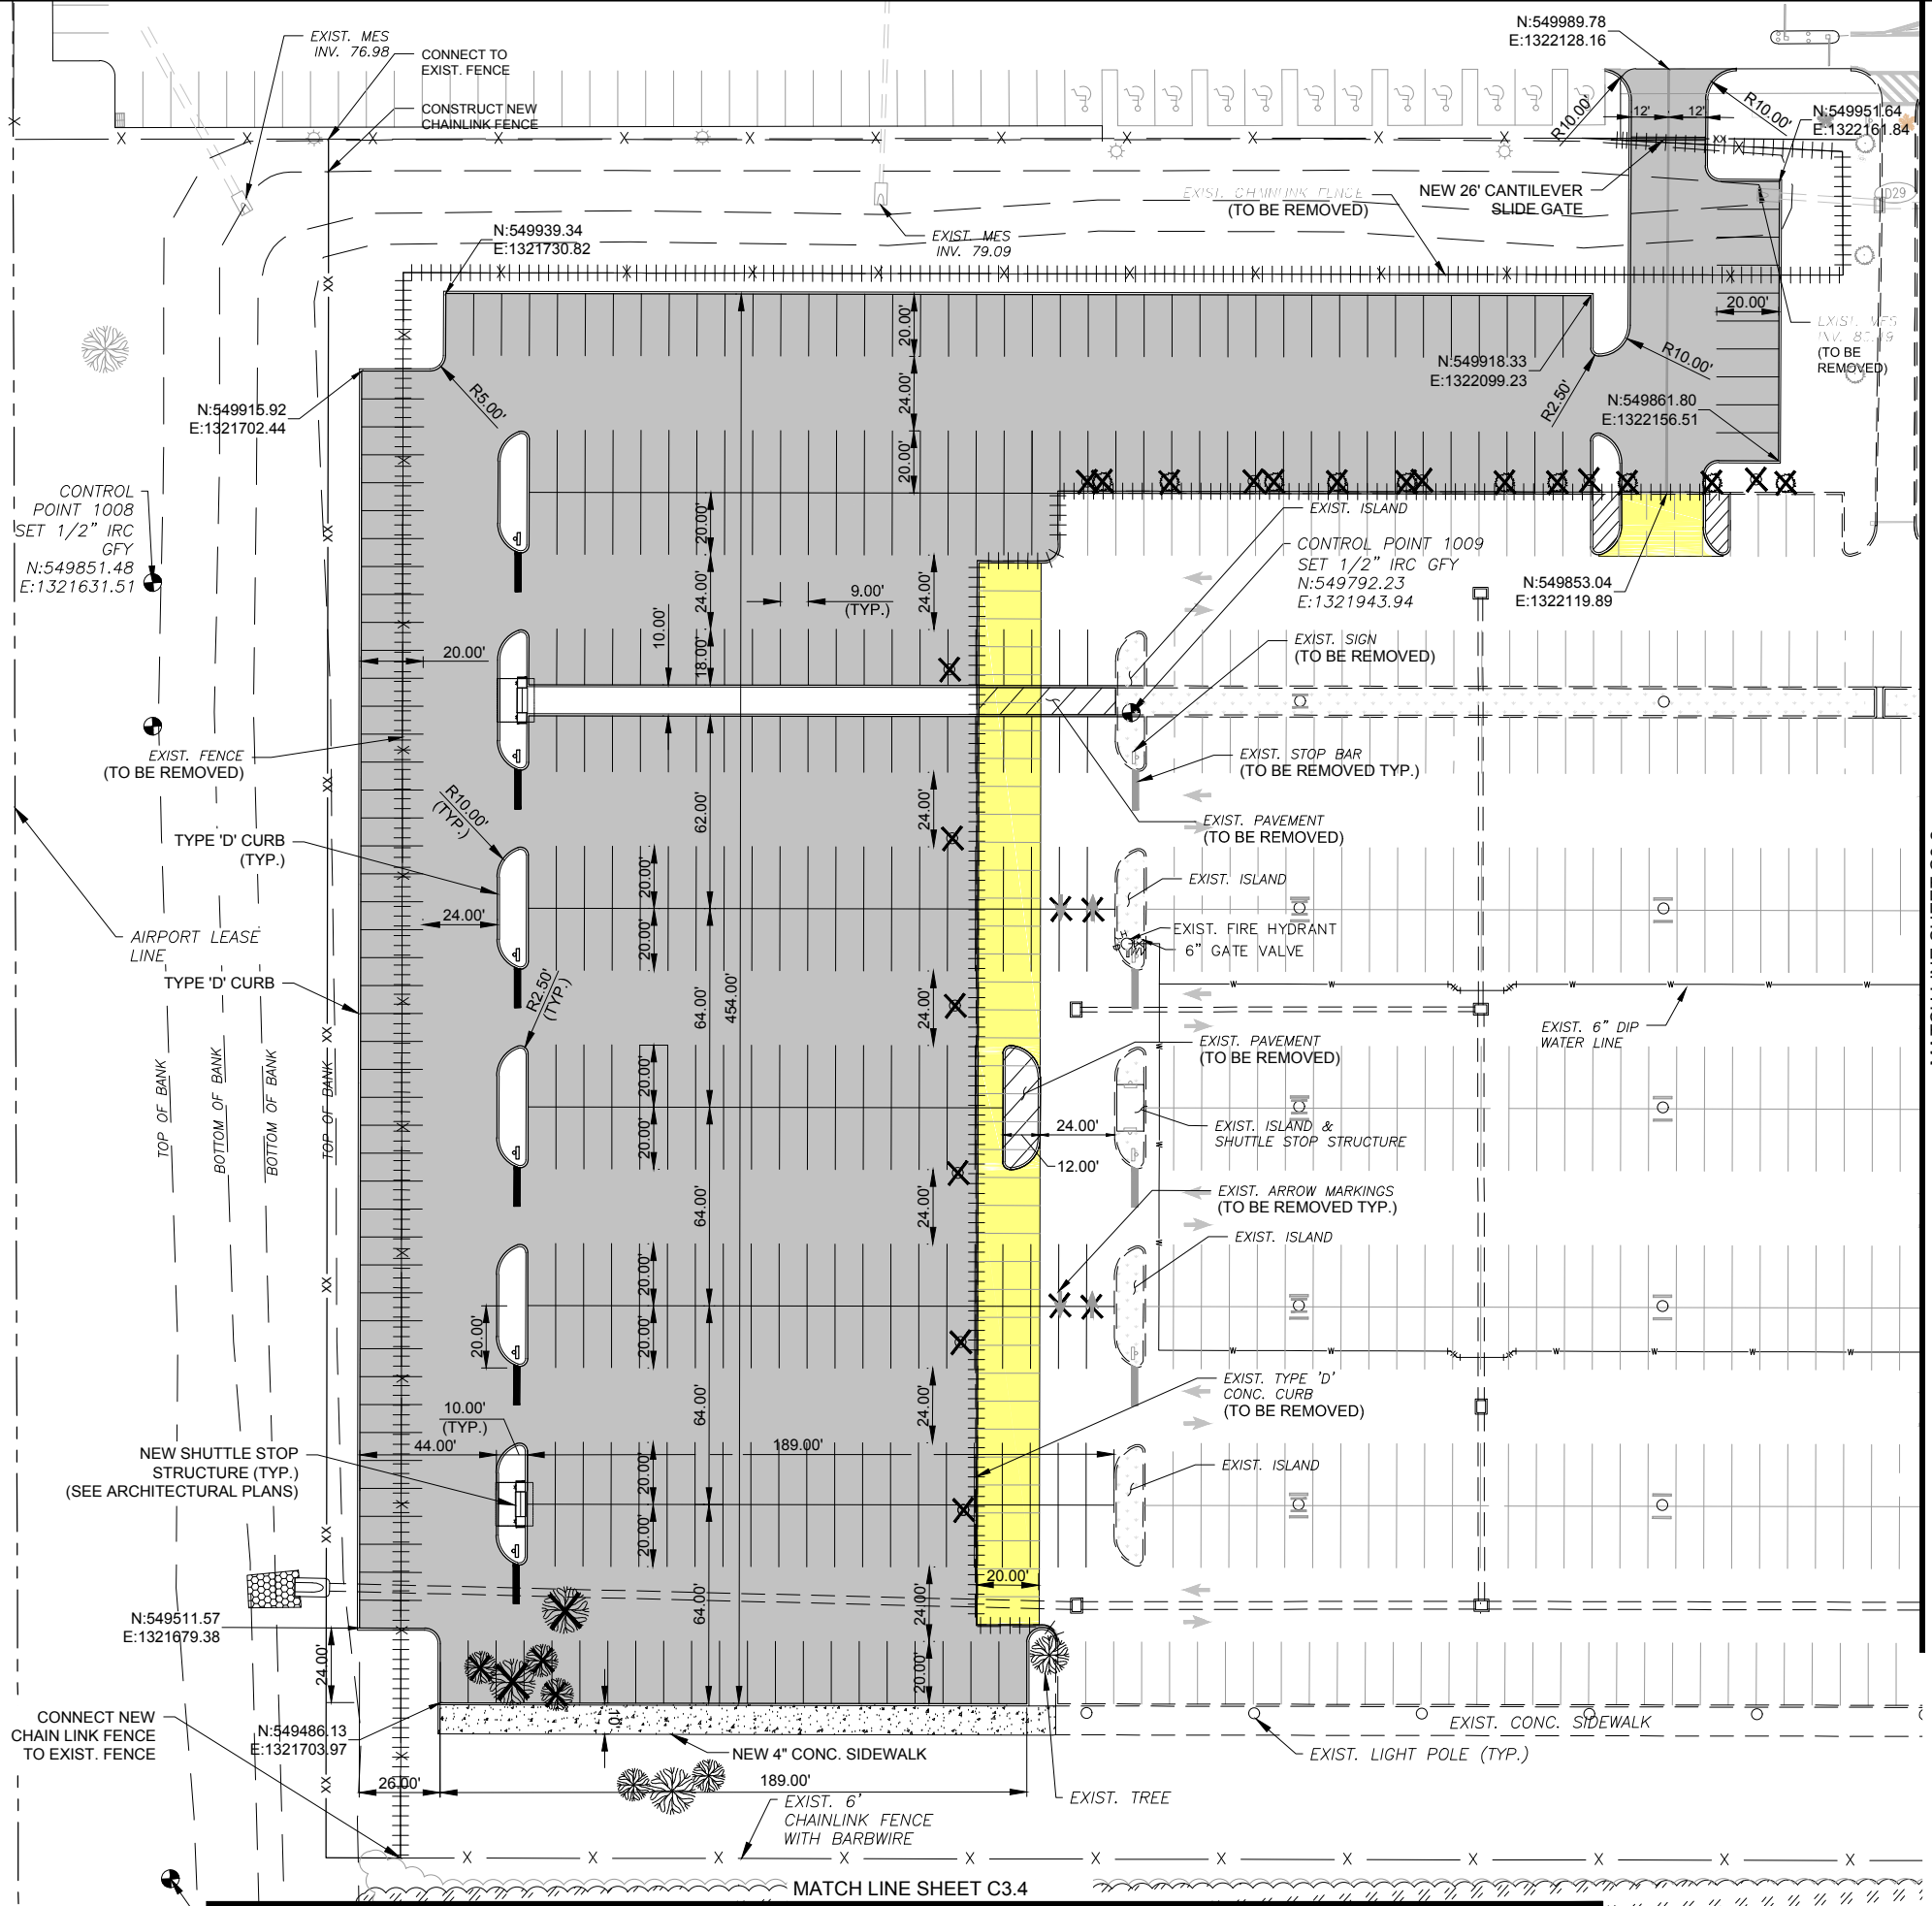 EXIST. MES
INV. 76.98
CONNECT TO
EXIST. FENCE
CONSTRUCT NEW
CHAINLINK FENCE
N:549989.78
E:1322128.16
R10.00'
12'
12'
R10.00'
N:549951.64
E:1322161.84
EXIST. CHAINLINK FENCE
(TO BE REMOVED)
NEW 26' CANTILEVER
SLIDE GATE
D29
N:549939.34
E:1321730.82
EXIST. MES
INV. 79.09
20.00'
20.00'
EXIST. MES
(TO BE
REMOVED)
N:549918.33
E:1322099.23
R10.00'
R2.50'
24.00'
R5.00'
N:549915.92
E:1321702.44
N:549861.80
E:1322156.51
20.00'
CONTROL
POINT 1008
SET 1/2" IRC
GFY
N:549851.48
E:1321631.51
20.00'
EXIST. ISLAND
CONTROL POINT 1009
SET 1/2" IRC GFY
N:549792.23
E:1321943.94
N:549853.04
E:1322119.89
24.00'
24.00'
9.00'
(TYP.)
10.00'
18.00'
20.00'
EXIST. SIGN
(TO BE REMOVED)
EXIST. FENCE
(TO BE REMOVED)
EXIST. STOP BAR
(TO BE REMOVED TYP.)
R10.00'
(TYP.)
62.00'
24.00'
EXIST. PAVEMENT
(TO BE REMOVED)
TYPE 'D' CURB
(TYP.)
20.00'
EXIST. ISLAND
24.00'
20.00'
EXIST. FIRE HYDRANT
6" GATE VALVE
AIRPORT LEASE
LINE
TYPE 'D' CURB
R2.50'
(TYP.)
64.00'
454.00'
24.00'
EXIST. 6" DIP
WATER LINE
EXIST. PAVEMENT
(TO BE REMOVED)
TOP OF BANK
BOTTOM OF BANK
BOTTOM OF BANK
TOP OF BANK
20.00'
20.00'
24.00'
12.00'
EXIST. ISLAND &
SHUTTLE STOP STRUCTURE
64.00'
24.00'
EXIST. ARROW MARKINGS
(TO BE REMOVED TYP.)
EXIST. ISLAND
20.00'
20.00'
20.00'
EXIST. TYPE 'D'
CONC. CURB
(TO BE REMOVED)
64.00'
24.00'
10.00'
(TYP.)
44.00'
189.00'
NEW SHUTTLE STOP
STRUCTURE (TYP.)
(SEE ARCHITECTURAL PLANS)
20.00'
20.00'
EXIST. ISLAND
20.00'
64.00'
24.00'
N:549511.57
E:1321679.38
24.00'
20.00'
CONNECT NEW
CHAIN LINK FENCE
TO EXIST. FENCE
N:549486.13
E:1321703.97
10'
NEW 4" CONC. SIDEWALK
EXIST. CONC. SIDEWALK
EXIST. LIGHT POLE (TYP.)
26.00'
189.00'
EXIST. TREE
EXIST. 6'
CHAINLINK FENCE
WITH BARBWIRE
MATCH LINE SHEET C3.4